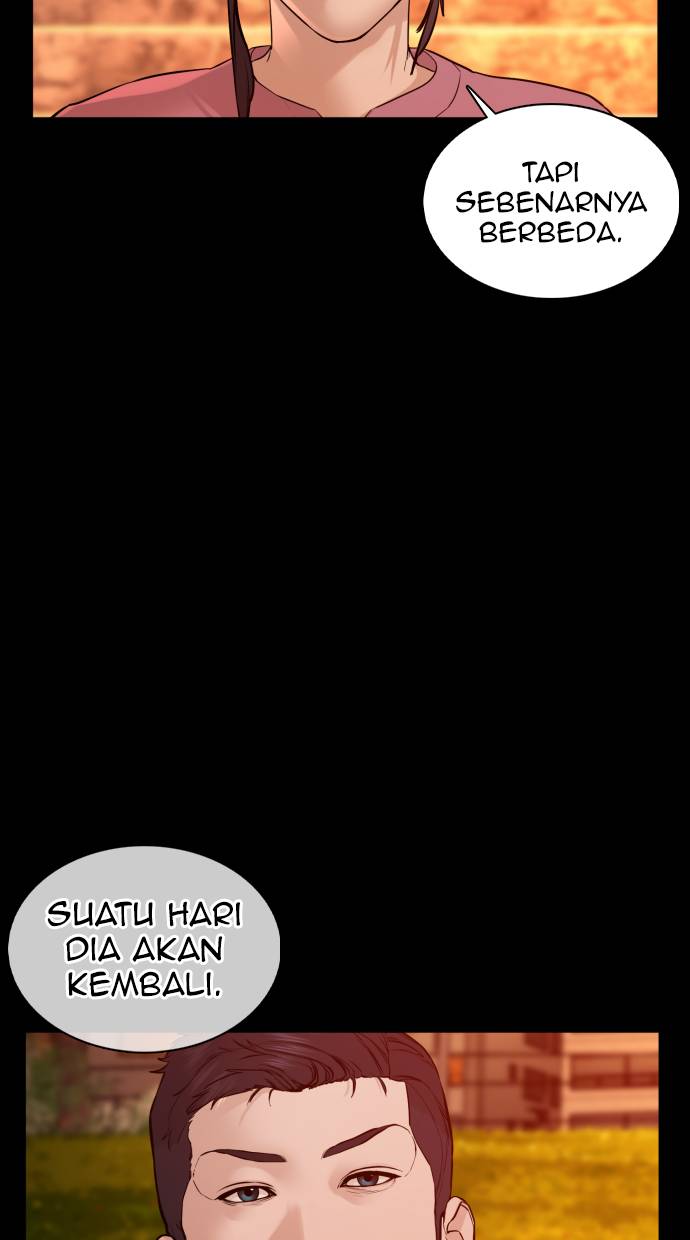 TAPI
SEBENARNYA
BERBEDA.
SUATU HARI
DIA AKAN
KEMBALI.